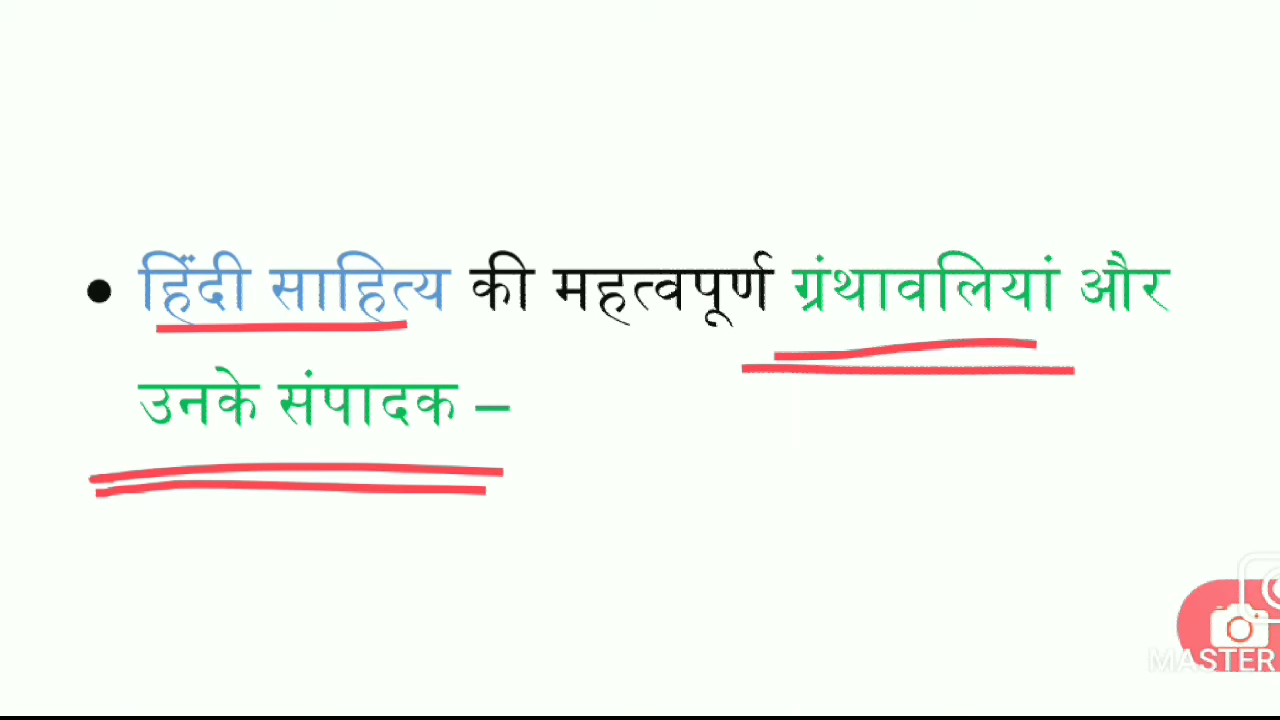 • हिंदी साहित्य की महत्वपूर्ण ग्रंथावलियां और
उनके संपादक –
MASTER